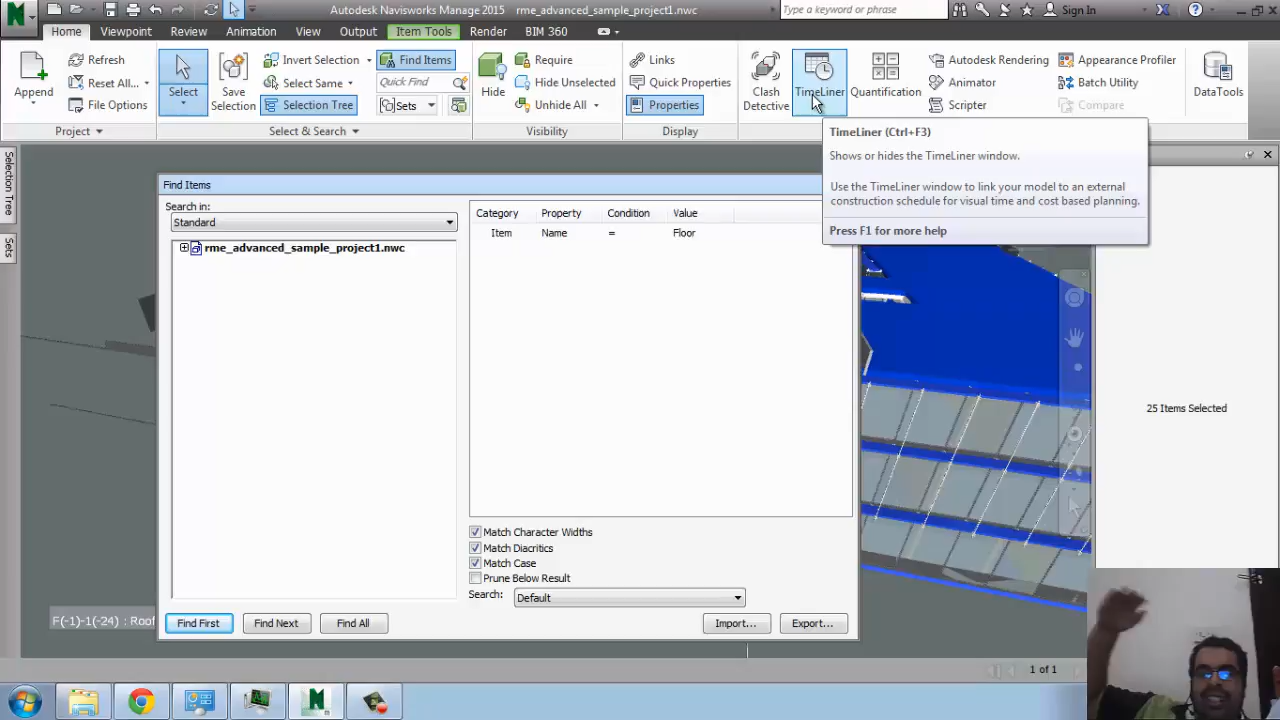 Autodesk Navisworks Manage 2015 rme_advanced_sample_project1.nwc
Type a keyword or phrase
Sign In
Home Viewpoint Review Animation View Output Item Tools Render BIM 360
Append
Refresh
Reset All...
File Options
Project
Select
Save Selection
Invert Selection
Select Same
Selection Tree
Find Items
Quick Find
Sets
Select & Search
Hide
Require
Hide Unselected
Unhide All
Visibility
Links
Quick Properties
Properties
Display
Clash Detective
TimeLiner
Quantification
Autodesk Rendering
Animator
Scripter
Appearance Profiler
Batch Utility
Compare
DataTools
TimeLiner (Ctrl+F3)
Shows or hides the TimeLiner window.
Use the TimeLiner window to link your model to an external
construction schedule for visual time and cost based planning.
Press F1 for more help
Selection Tree
Sets
Find Items
Search in:
Standard
rme_advanced_sample_project1.nwc
Category Property Condition Value
Item Name = Floor
Match Character Widths
Match Diacritics
Match Case
Prune Below Result
Search: Default
Find First Find Next Find All Import... Export...
25 Items Selected
F(-1)-1(-24) : Roof
1 of 1